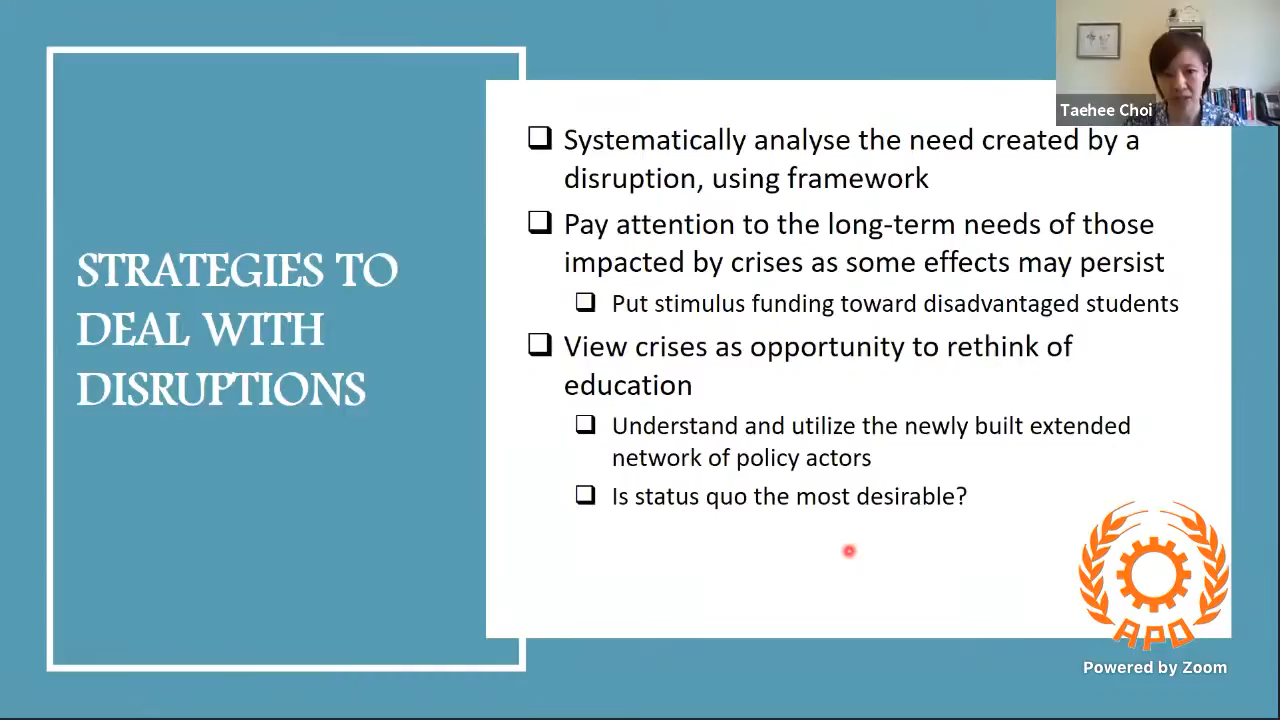 Taehee Choi
STRATEGIES TO
DEAL WITH
DISRUPTIONS
Systematically analyse the need created by a
disruption, using framework
Pay attention to the long-term needs of those
impacted by crises as some effects may persist
Put stimulus funding toward disadvantaged students
View crises as opportunity to rethink of
education
Understand and utilize the newly built extended
network of policy actors
Is status quo the most desirable?
APO
Powered by Zoom